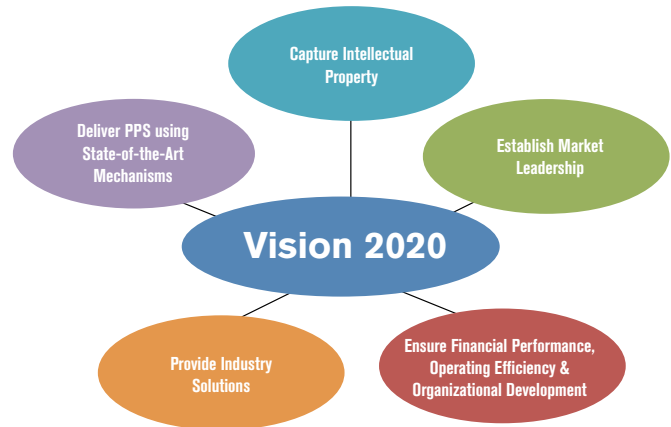 Capture Intellectual
Property
Deliver PPS using
State-of-the-Art
Mechanisms
Establish Market
Leadership
Vision 2020
Provide Industry
Solutions
Ensure Financial Performance,
Operating Efficiency &
Organizational Development